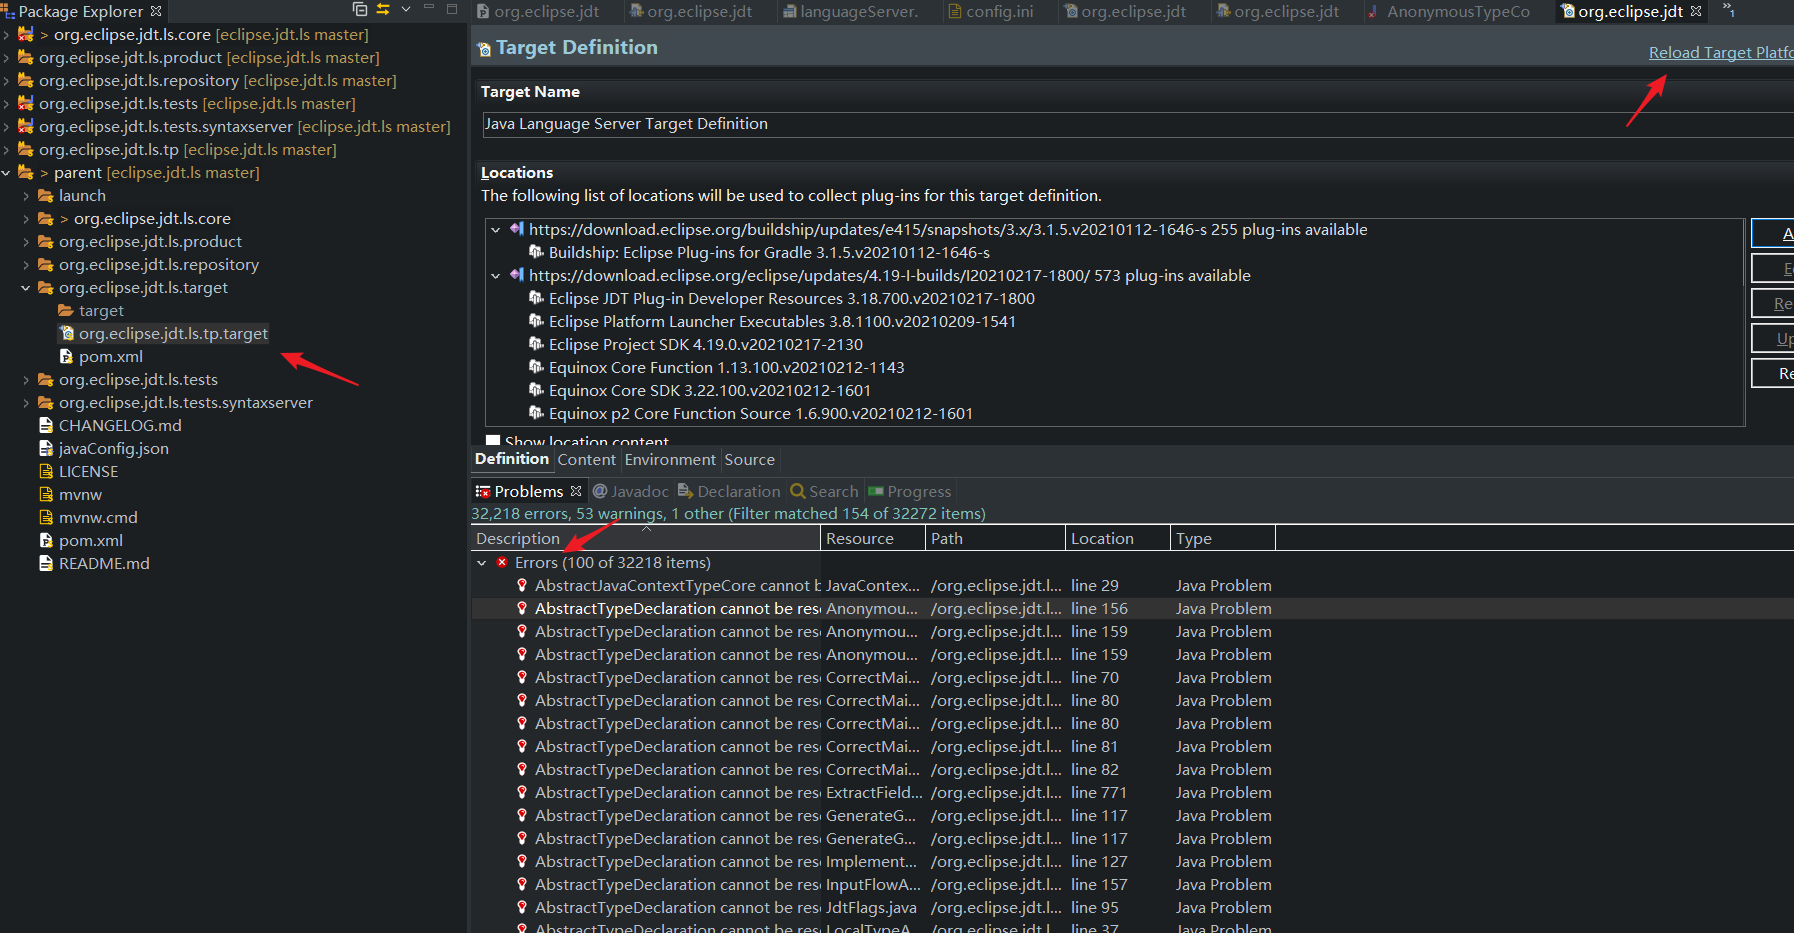 Package Explorer
> org.eclipse.jdt.ls.core [eclipse.jdt.ls master]
org.eclipse.jdt.ls.product [eclipse.jdt.ls master]
org.eclipse.jdt.ls.repository [eclipse.jdt.ls master]
org.eclipse.jdt.ls.tests [eclipse.jdt.ls master]
org.eclipse.jdt.ls.tests.syntaxserver [eclipse.jdt.ls master]
org.eclipse.jdt.ls.tp [eclipse.jdt.ls master]
> parent [eclipse.jdt.ls master]
launch
> org.eclipse.jdt.ls.core
org.eclipse.jdt.ls.product
org.eclipse.jdt.ls.repository
org.eclipse.jdt.ls.target
target
org.eclipse.jdt.ls.tp.target
pom.xml
org.eclipse.jdt.ls.tests
org.eclipse.jdt.ls.tests.syntaxserver
CHANGELOG.md
javaConfig.json
LICENSE
mvnw
mvnw.cmd
pom.xml
README.md
org.eclipse.jdt org.eclipse.jdt languageServer. config.ini org.eclipse.jdt org.eclipse.jdt AnonymousTypeCo org.eclipse.jdt »1
Target Definition
Reload Target Platfo
Target Name
Java Language Server Target Definition
Locations
The following list of locations will be used to collect plug-ins for this target definition.
https://download.eclipse.org/buildship/updates/e415/snapshots/3.x/3.1.5.v20210112-1646-s 255 plug-ins available
Buildship: Eclipse Plug-ins for Gradle 3.1.5.v20210112-1646-s
https://download.eclipse.org/eclipse/updates/4.19-I-builds/I20210217-1800/ 573 plug-ins available
Eclipse JDT Plug-in Developer Resources 3.18.700.v20210217-1800
Eclipse Platform Launcher Executables 3.8.1100.v20210209-1541
Eclipse Project SDK 4.19.0.v20210217-2130
Equinox Core Function 1.13.100.v20210212-1143
Equinox Core SDK 3.22.100.v20210212-1601
Equinox p2 Core Function Source 1.6.900.v20210212-1601
A
E
Re
Up
Re
Show location content
Definition Content Environment Source
Problems Javadoc Declaration Search Progress
32,218 errors, 53 warnings, 1 other (Filter matched 154 of 32272 items)
Description Resource Path Location Type
Errors (100 of 32218 items)
AbstractJavaContextTypeCore cannot b JavaContex... /org.eclipse.jdt.l... line 29 Java Problem
AbstractTypeDeclaration cannot be res Anonymou... /org.eclipse.jdt.l... line 156 Java Problem
AbstractTypeDeclaration cannot be res Anonymou... /org.eclipse.jdt.l... line 159 Java Problem
AbstractTypeDeclaration cannot be res Anonymou... /org.eclipse.jdt.l... line 159 Java Problem
AbstractTypeDeclaration cannot be res CorrectMai... /org.eclipse.jdt.l... line 70 Java Problem
AbstractTypeDeclaration cannot be res CorrectMai... /org.eclipse.jdt.l... line 80 Java Problem
AbstractTypeDeclaration cannot be res CorrectMai... /org.eclipse.jdt.l... line 80 Java Problem
AbstractTypeDeclaration cannot be res CorrectMai... /org.eclipse.jdt.l... line 81 Java Problem
AbstractTypeDeclaration cannot be res CorrectMai... /org.eclipse.jdt.l... line 82 Java Problem
AbstractTypeDeclaration cannot be res ExtractField... /org.eclipse.jdt.l... line 771 Java Problem
AbstractTypeDeclaration cannot be res GenerateG... /org.eclipse.jdt.l... line 117 Java Problem
AbstractTypeDeclaration cannot be res GenerateG... /org.eclipse.jdt.l... line 117 Java Problem
AbstractTypeDeclaration cannot be res Implement... /org.eclipse.jdt.l... line 127 Java Problem
AbstractTypeDeclaration cannot be res InputFlowA... /org.eclipse.jdt.l... line 157 Java Problem
AbstractTypeDeclaration cannot be res JdtFlags.java /org.eclipse.jdt.l... line 95 Java Problem
AbstractTypeDeclaration cannot be res LocalTypeA... /org.eclipse.jdt.l... line 37 Java Problem